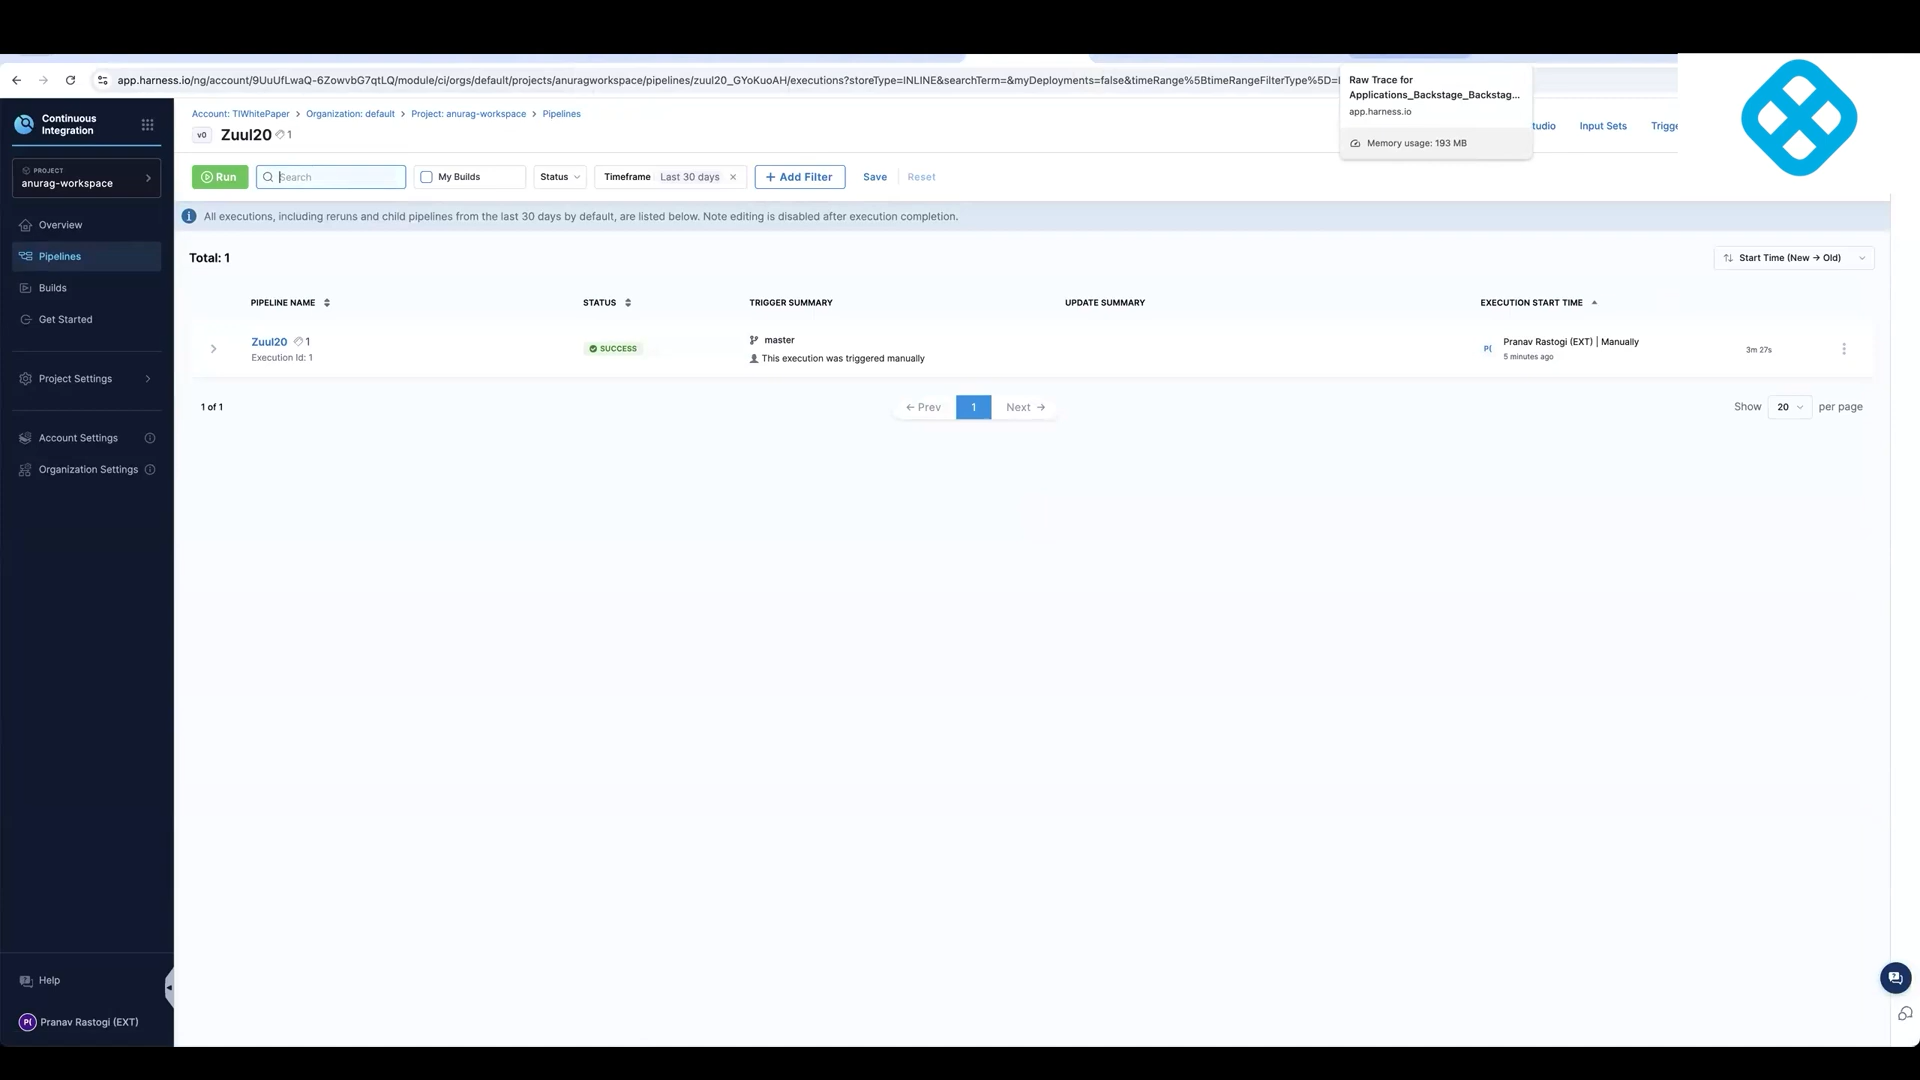 app.harness.io/ng/account/9UuUfLwaQ-6ZowvbG7qtLQ/module/ci/orgs/default/projects/anuragworkspace/pipelines/zuul20_GYoKuoAH/executions?storeType=INLINE&searchTerm=&myDeployments=false&timeRange%5BtimeRangeFilterType%5D=
Raw Trace for
Applications_Backstage_Backstag...
app.harness.io
Memory usage: 193 MB
Continuous
Integration
PROJECT
anurag-workspace
Overview
Pipelines
Builds
Get Started
Project Settings
Account Settings
Organization Settings
Help
P( Pranav Rastogi (EXT)
Account: TIWhitePaper > Organization: default > Project: anurag-workspace > Pipelines
v0 Zuul20 1
tudio Input Sets Trigge
Run Search My Builds Status Timeframe Last 30 days × + Add Filter Save Reset
All executions, including reruns and child pipelines from the last 30 days by default, are listed below. Note editing is disabled after execution completion.
Total: 1
Start Time (New → Old)
PIPELINE NAME STATUS TRIGGER SUMMARY UPDATE SUMMARY EXECUTION START TIME
Zuul20 1
Execution Id: 1
SUCCESS
master
This execution was triggered manually
P( Pranav Rastogi (EXT) | Manually
5 minutes ago
3m 27s
1 of 1
← Prev 1 Next →
Show 20 per page